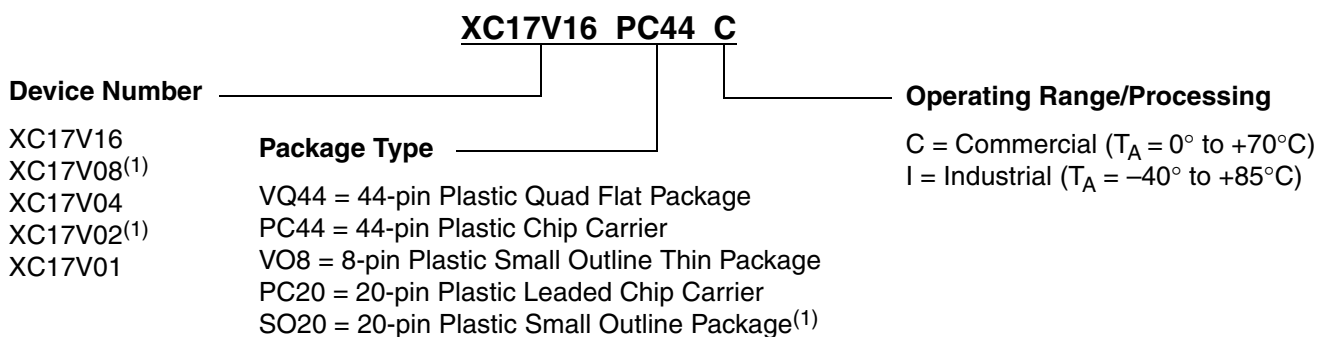 XC17V16 PC44 C
Device Number
XC17V16
XC17V08(1)
XC17V04
XC17V02(1)
XC17V01
Package Type
VQ44 = 44-pin Plastic Quad Flat Package
PC44 = 44-pin Plastic Chip Carrier
VO8 = 8-pin Plastic Small Outline Thin Package
PC20 = 20-pin Plastic Leaded Chip Carrier
SO20 = 20-pin Plastic Small Outline Package(1)
Operating Range/Processing
C = Commercial (TA = 0° to +70°C)
I = Industrial (TA = –40° to +85°C)